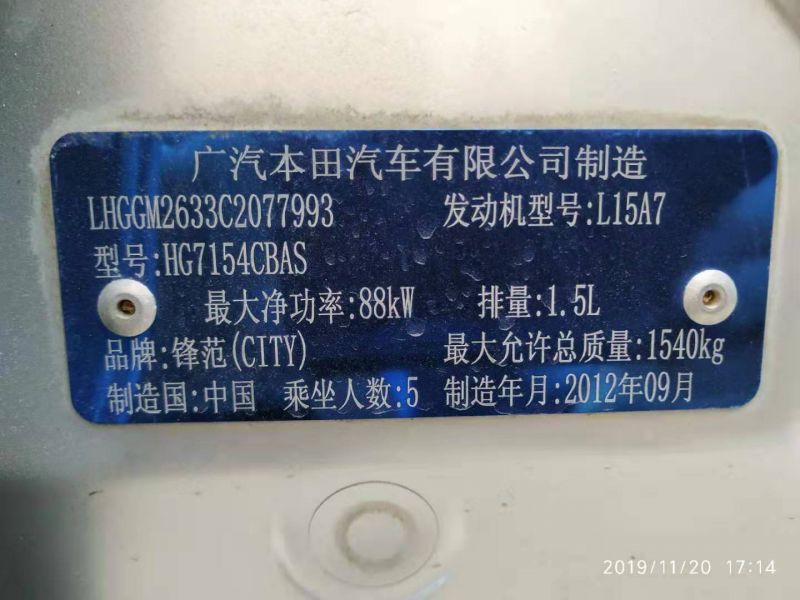 广汽本田汽车有限公司制造
LHGGM2633C2077993 发动机型号:L15A7
型号:HG7154CBAS
最大净功率:88kW 排量:1.5L
品牌:锋范(CITY) 最大允许总质量:1540kg
制造国:中国 乘坐人数:5 制造年月:2012年09月
2019/11/20 17:14